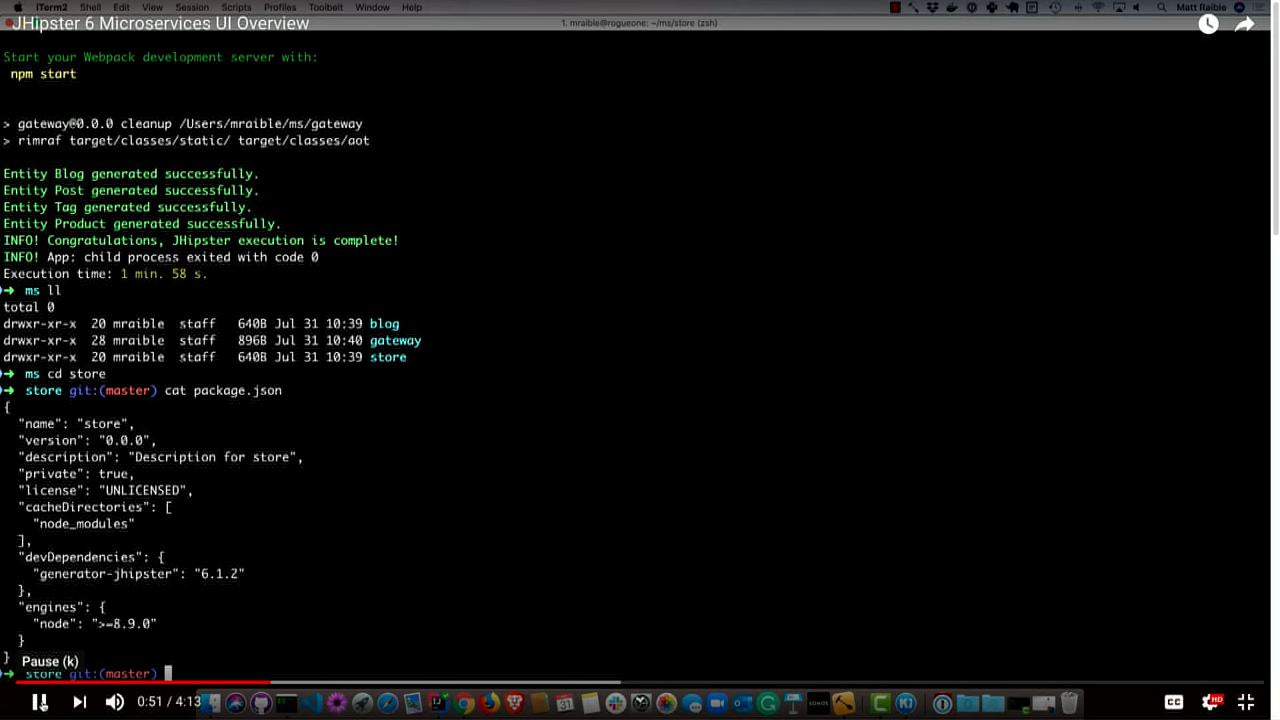 iTerm2 Shell Edit View Session Scripts Profiles Toolbelt Window Help Matt Raible
JHipster 6 Microservices UI Overview
1. mraible@rogueone: ~/ms/store (zsh)
Start your Webpack development server with:
npm start
> gateway@0.0.0 cleanup /Users/mraible/ms/gateway
> rimraf target/classes/static/ target/classes/aot
Entity Blog generated successfully.
Entity Post generated successfully.
Entity Tag generated successfully.
Entity Product generated successfully.
INFO! Congratulations, JHipster execution is complete!
INFO! App: child process exited with code 0
Execution time: 1 min. 58 s.
➜ ms ll
total 0
drwxr-xr-x 20 mraible staff 640B Jul 31 10:39 blog
drwxr-xr-x 28 mraible staff 896B Jul 31 10:40 gateway
drwxr-xr-x 20 mraible staff 640B Jul 31 10:39 store
➜ ms cd store
➜ store git:(master) cat package.json
{
"name": "store",
"version": "0.0.0",
"description": "Description for store",
"private": true,
"license": "UNLICENSED",
"cacheDirectories": [
"node_modules"
],
"devDependencies": {
"generator-jhipster": "6.1.2"
},
"engines": {
"node": ">=8.9.0"
}
}
Pause (k)
➜ store git:(master)
0:51 / 4:13
31
SONOS
CC
HD